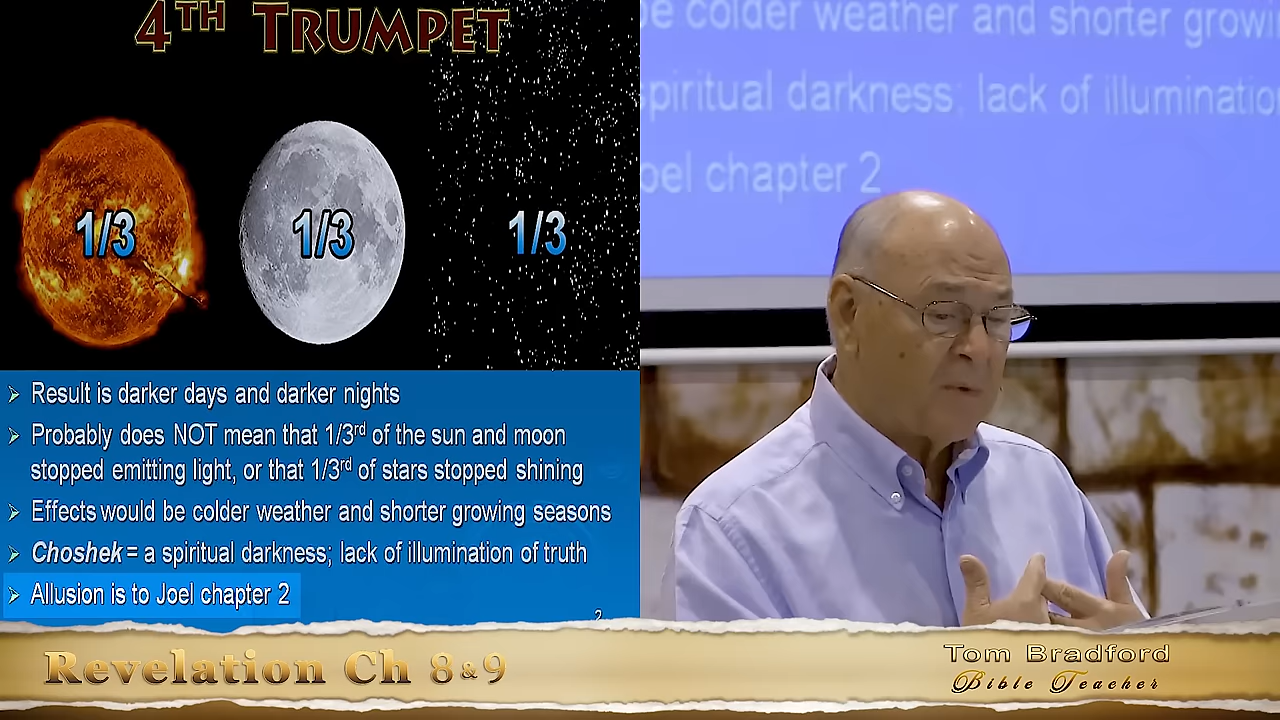 4TH TRUMPET
1/3 1/3 1/3
➢ Result is darker days and darker nights
➢ Probably does NOT mean that 1/3rd of the sun and moon
stopped emitting light, or that 1/3rd of stars stopped shining
➢ Effects would be colder weather and shorter growing seasons
➢ Choshek = a spiritual darkness; lack of illumination of truth
➢ Allusion is to Joel chapter 2
2
be colder weather and shorter growi
spiritual darkness; lack of illuminatio
oel chapter 2
Revelation Ch 8 & 9
Tom Bradford
Bible Teacher